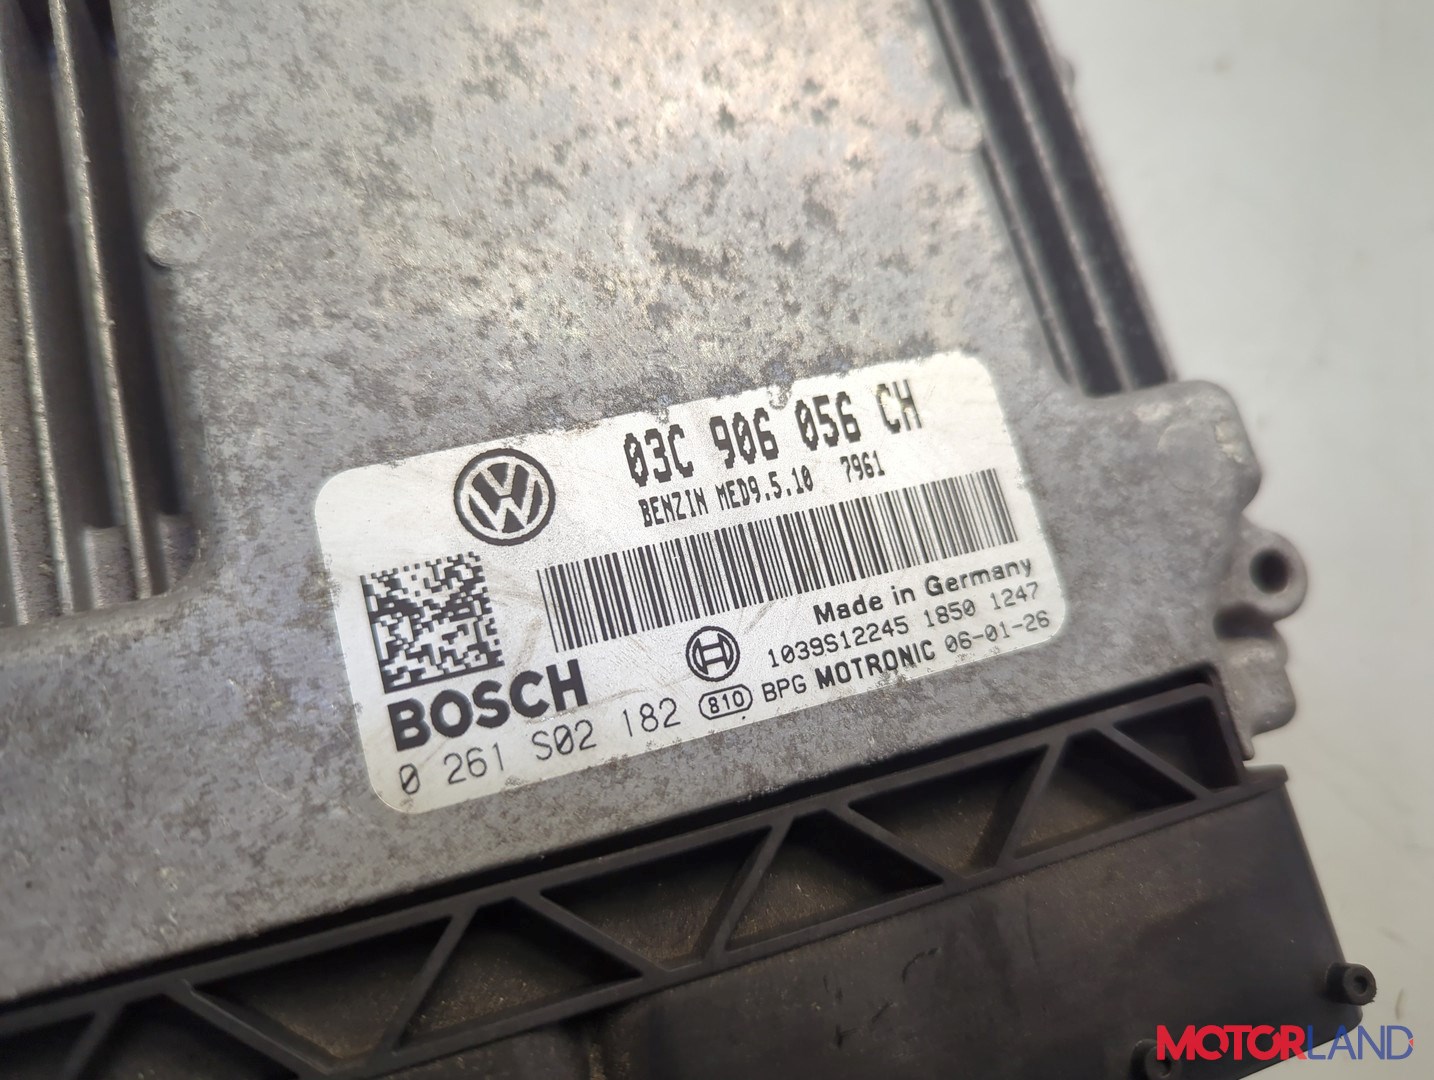 03C 906 056 CH
BENZIN MED9.5.10 7961
Made in Germany
1039S12245 1850 1247
BOSCH
0 261 S02 182 810 BPG MOTRONIC 06-01-26
MOTORLAND